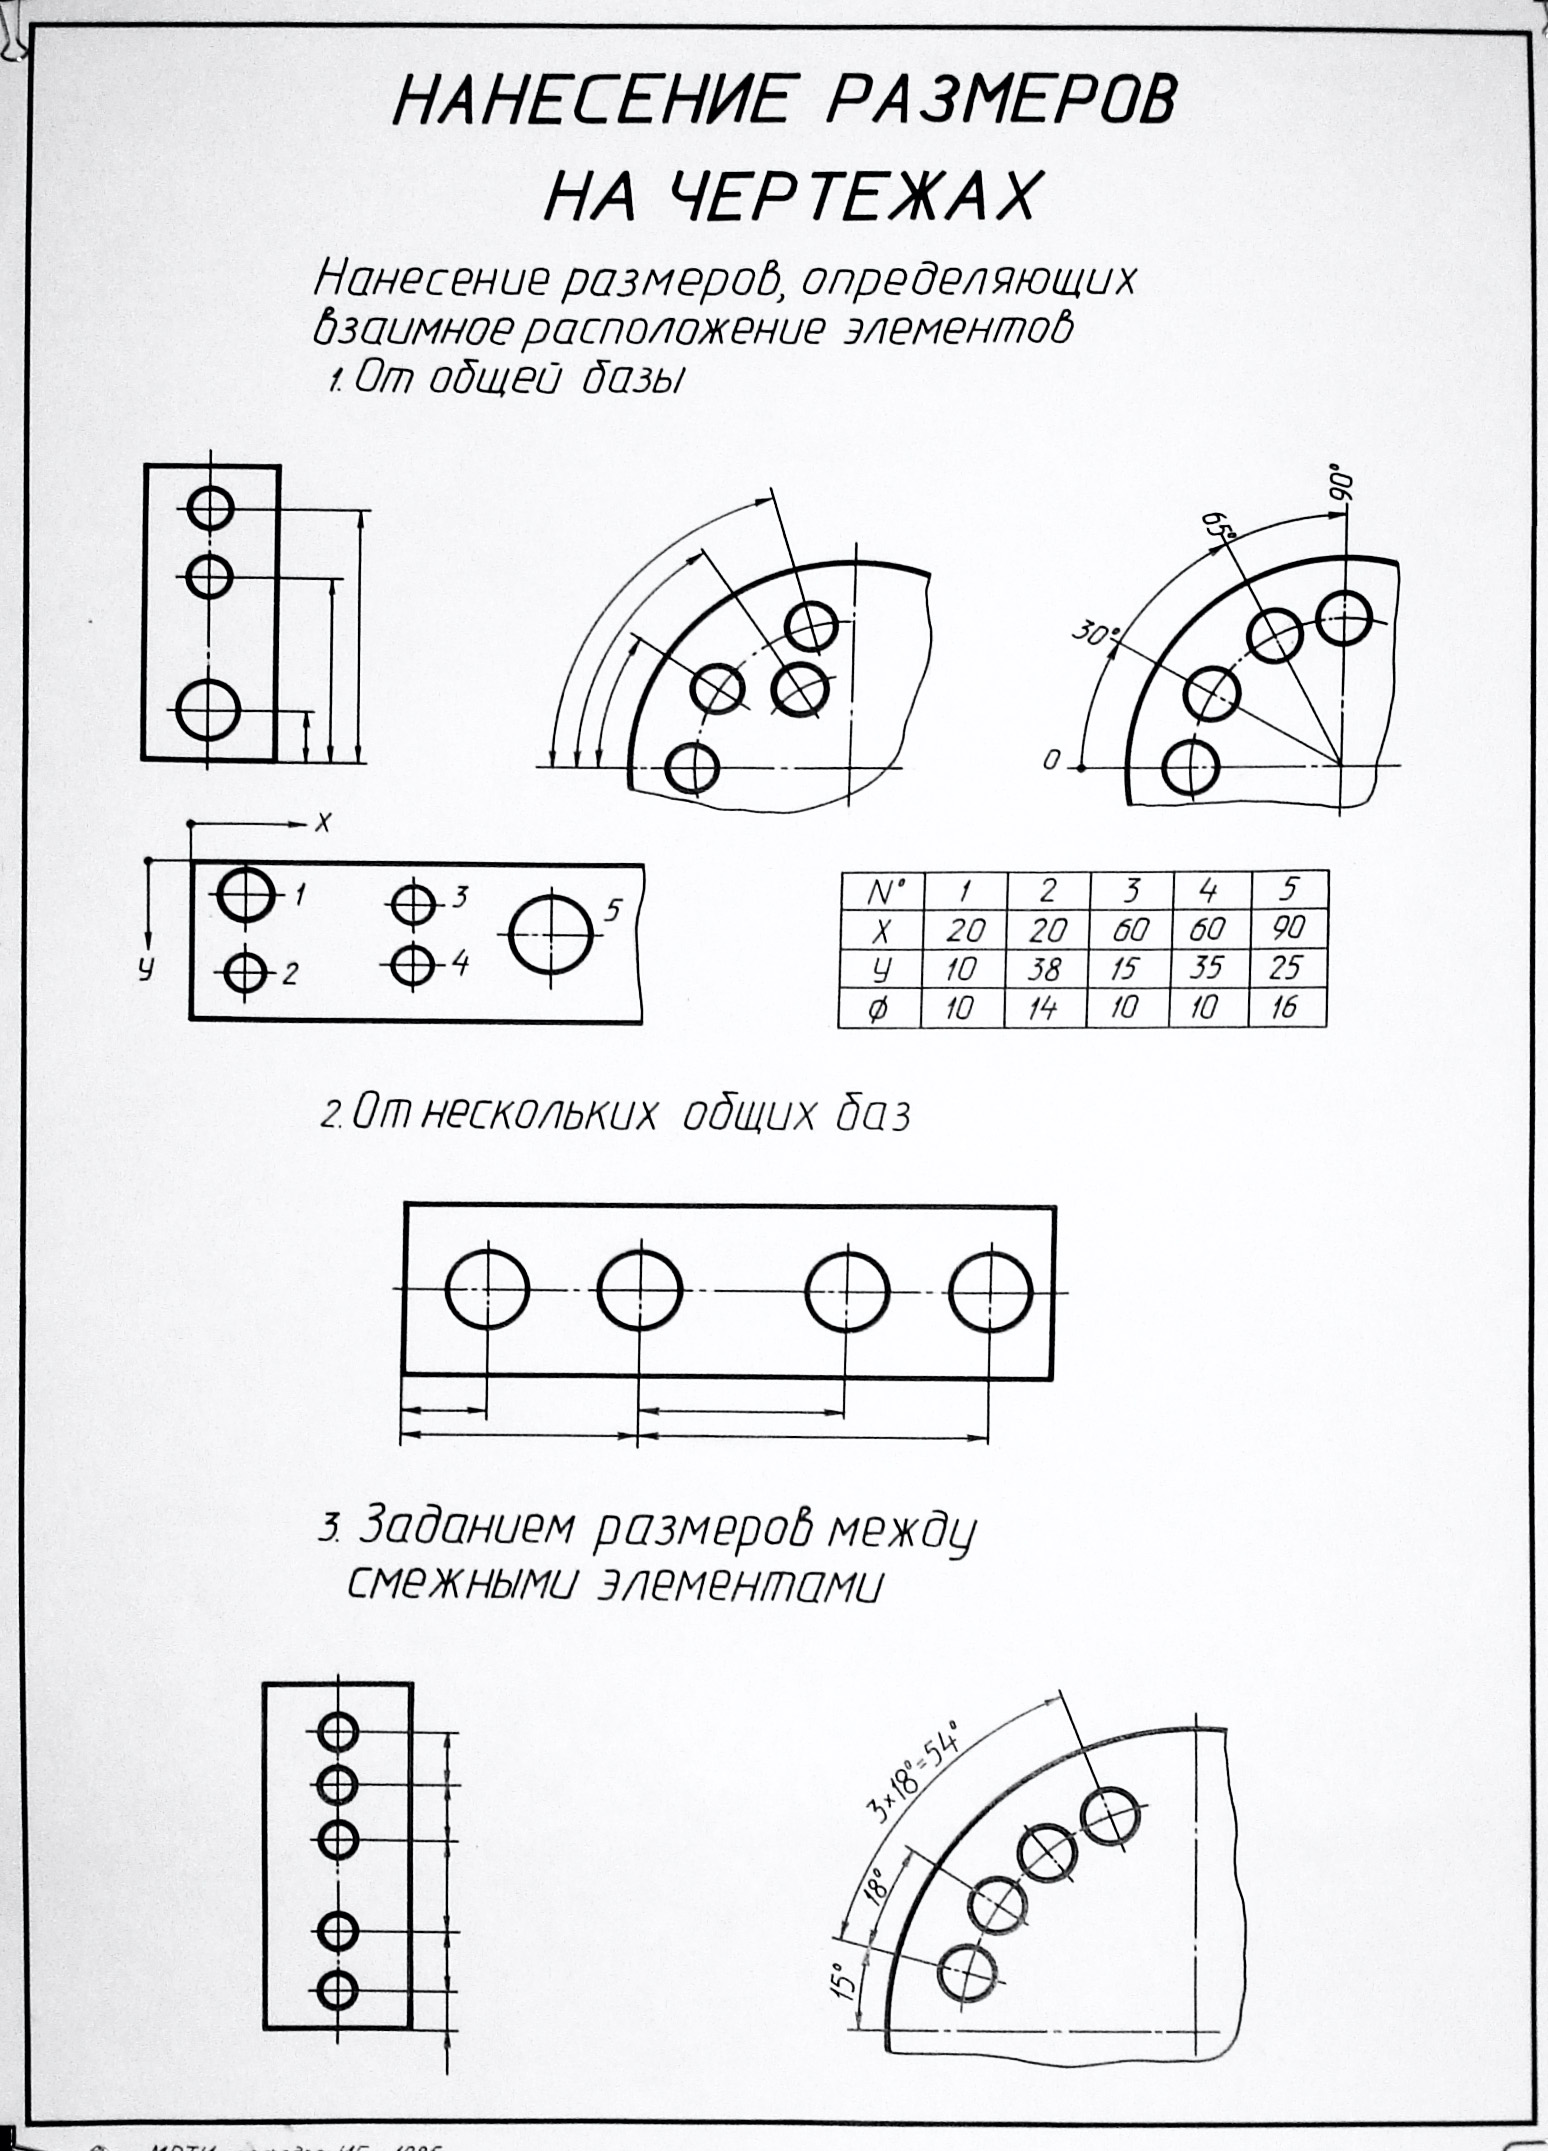 НАНЕСЕНИЕ РАЗМЕРОВ
НА ЧЕРТЕЖАХ
Нанесение размеров, определяющих
взаимное расположение элементов
1. От общей базы
90°
65°
30°
0
X
У
1
3
5
2
4
N° 1 2 3 4 5
X 20 20 60 60 90
У 10 38 15 35 25
Ø 10 14 10 10 16
2. От нескольких общих баз
3. Заданием размеров между
смежными элементами
3×18°=54°
18°
15°